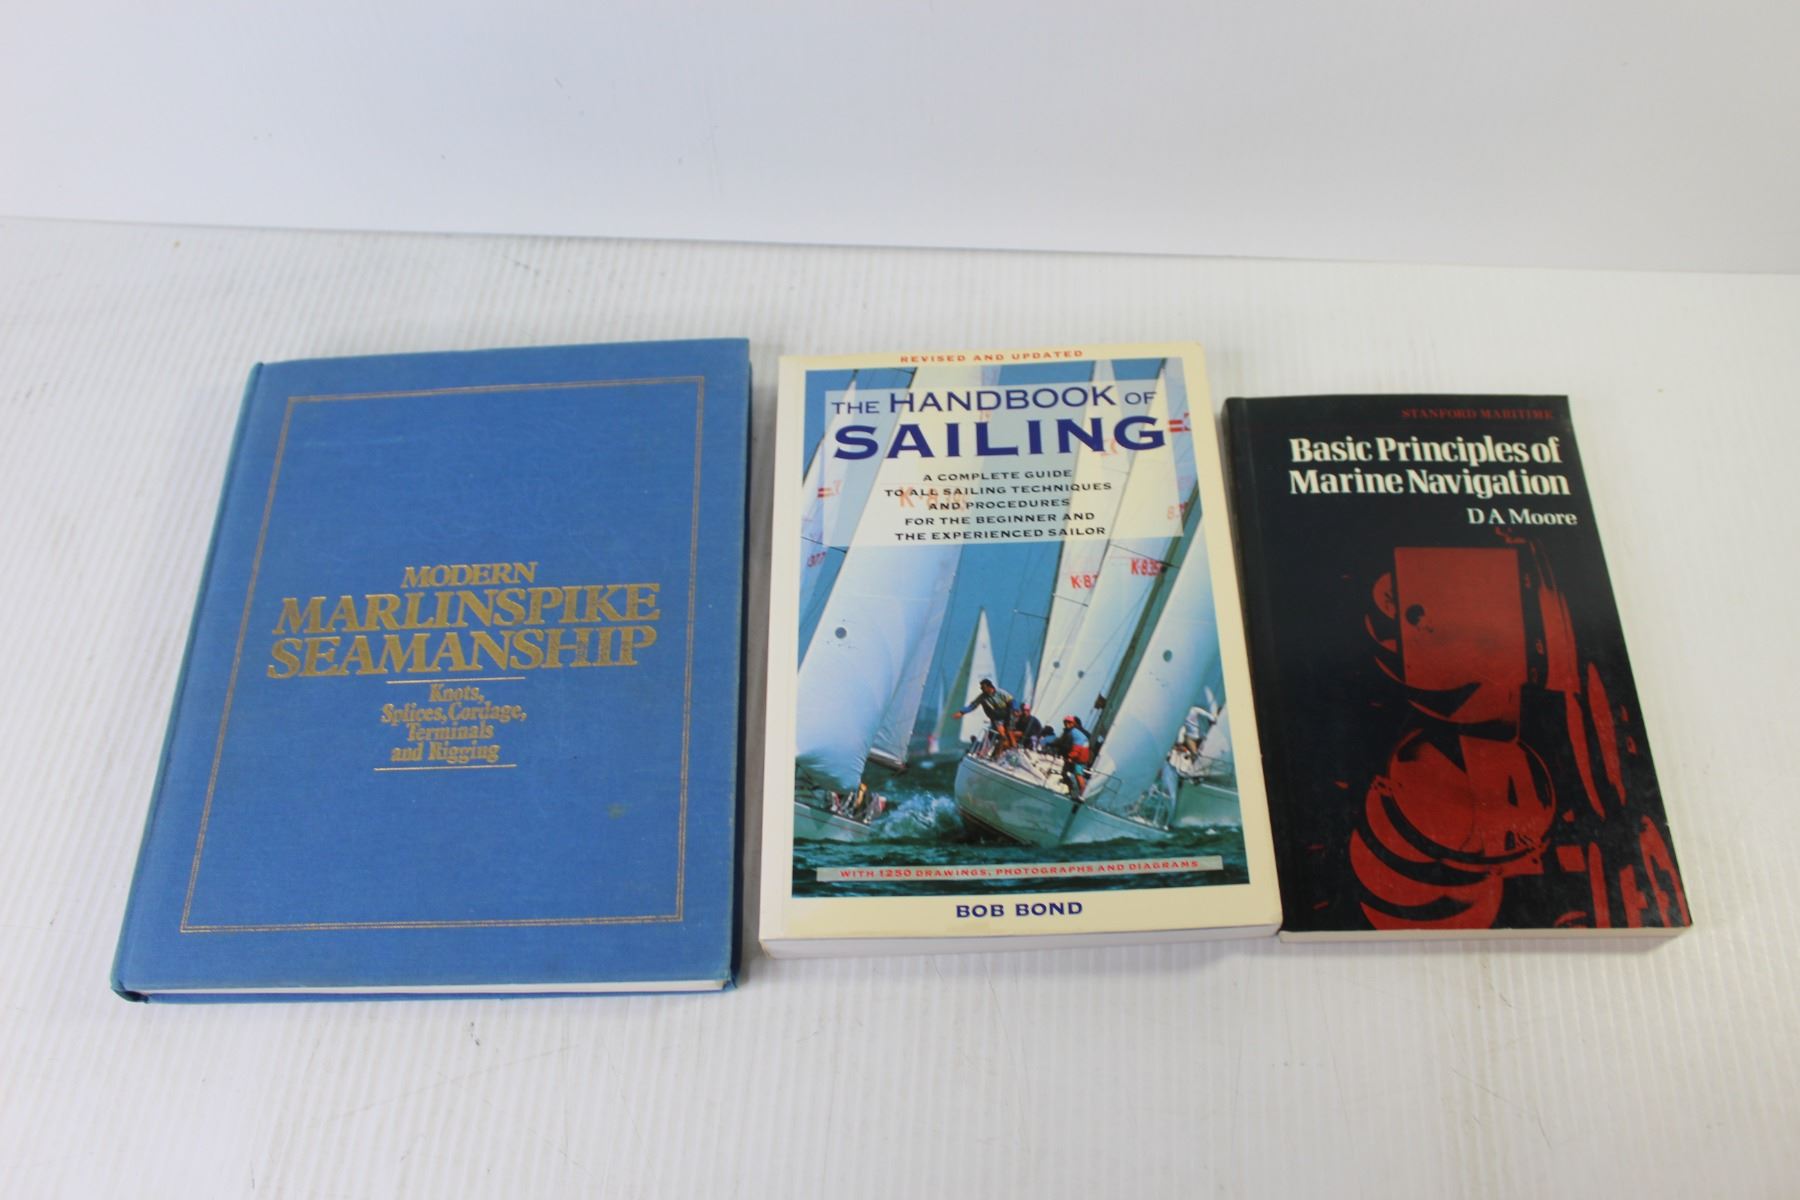 MODERN
MARLINSPIKE
SEAMANSHIP
Knots,
Splices, Cordage,
Terminals
and Rigging
REVISED AND UPDATED
THE HANDBOOK OF
SAILING
A COMPLETE GUIDE
TO ALL SAILING TECHNIQUES
AND PROCEDURES
FOR THE BEGINNER AND
THE EXPERIENCED SAILOR
K-839
WITH 1250 DRAWINGS, PHOTOGRAPHS AND DIAGRAMS
BOB BOND
STANFORD MARITIME
Basic Principles of
Marine Navigation
D A Moore